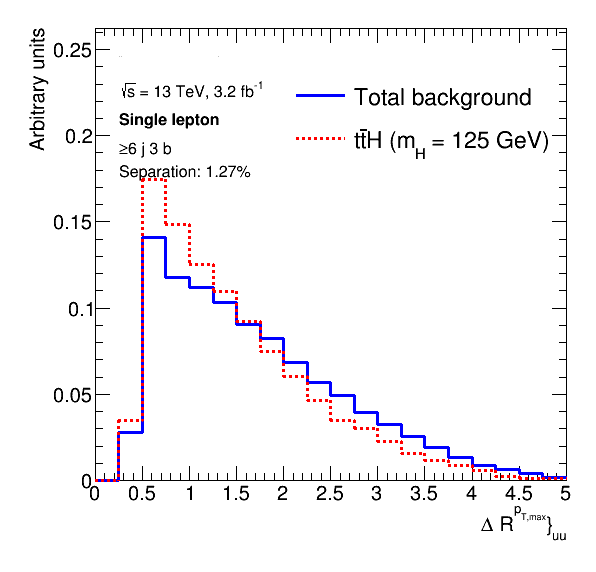 Arbitrary units
0.25
0.2
0.15
0.1
0.05
0
√s = 13 TeV, 3.2 fb⁻¹
Single lepton
≥6 j 3 b
Separation: 1.27%
Total background
tt̄H (m_H = 125 GeV)
0 0.5 1 1.5 2 2.5 3 3.5 4 4.5 5
Δ R^{p_{T,max}}}_{uu}